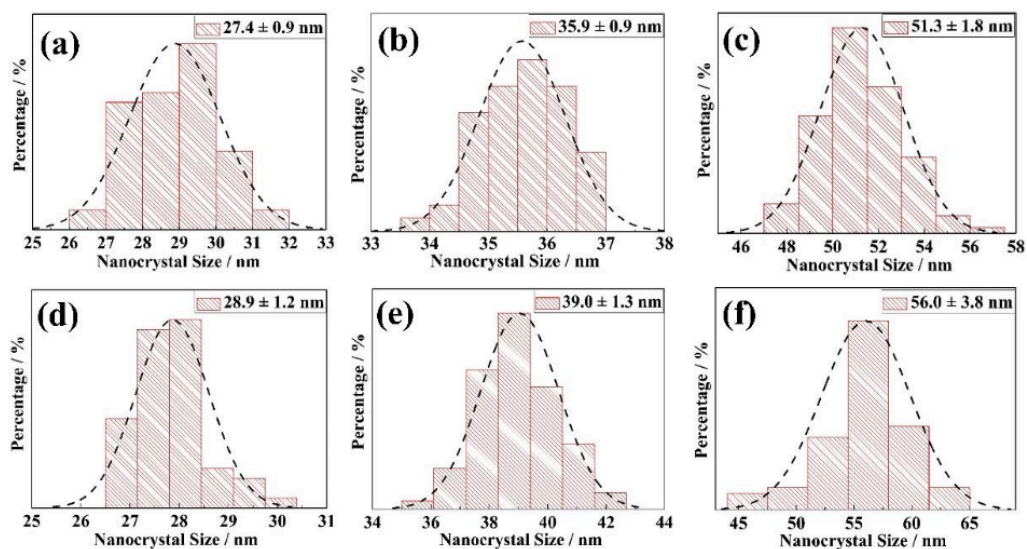 (a)
27.4 ± 0.9 nm
Percentage / %
25 26 27 28 29 30 31 32 33
Nanocrystal Size / nm
(b)
35.9 ± 0.9 nm
Percentage / %
33 34 35 36 37 38
Nanocrystal Size / nm
(c)
51.3 ± 1.8 nm
Percentage / %
46 48 50 52 54 56 58
Nanocrystal Size / nm
(d)
28.9 ± 1.2 nm
Percentage / %
25 26 27 28 29 30 31
Nanocrystal Size / nm
(e)
39.0 ± 1.3 nm
Percentage / %
34 36 38 40 42 44
Nanocrystal Size / nm
(f)
56.0 ± 3.8 nm
Percentage / %
45 50 55 60 65
Nanocrystal Size / nm